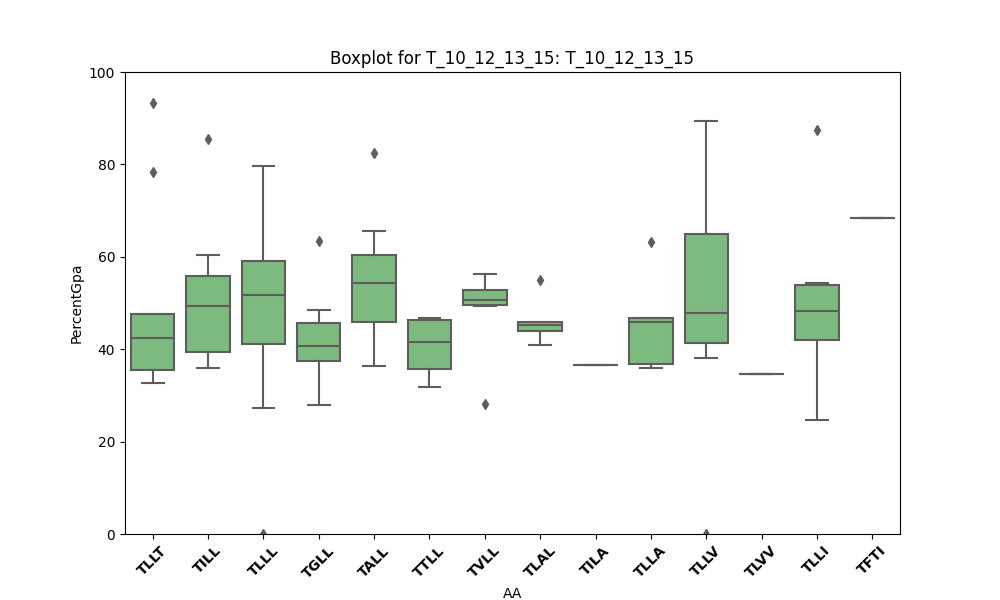 Boxplot for T_10_12_13_15: T_10_12_13_15
100
80
60
40
20
0
PercentGpa
TLLT TILL TLLL TGLL TALL TTLL TVLL TLAL TILA TLLA TLLV TLVV TLLI TFTI
AA